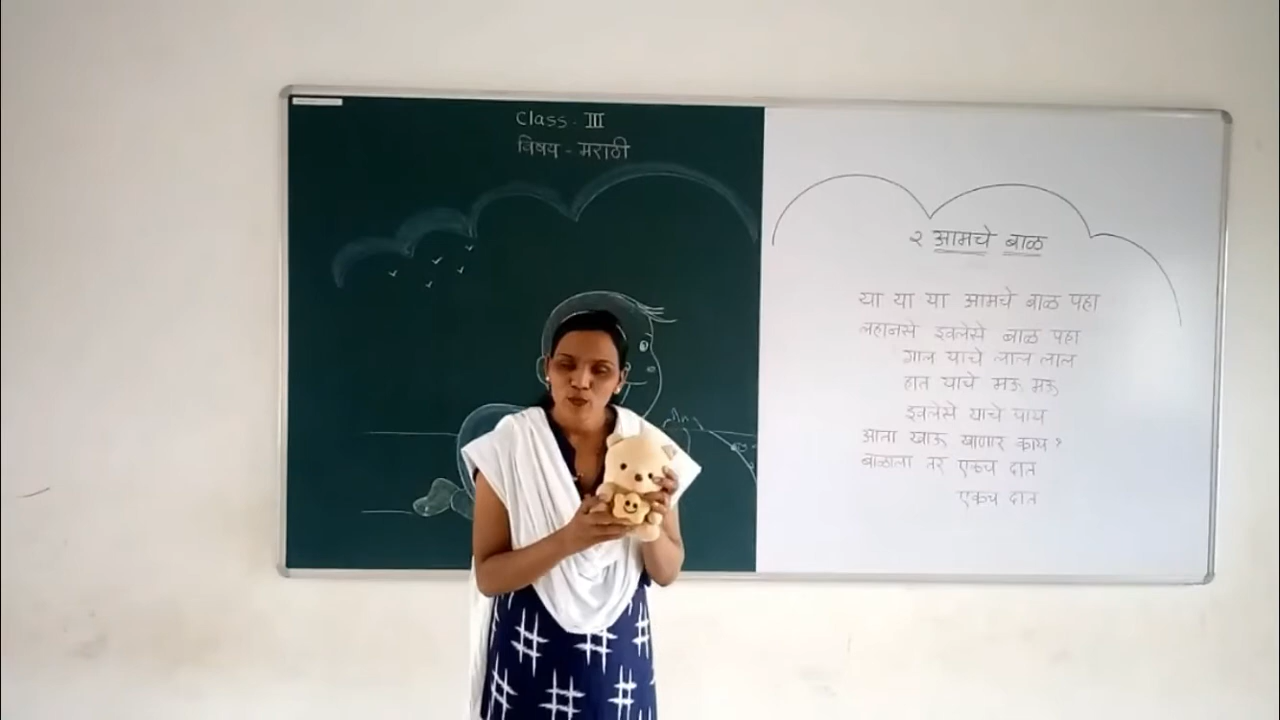 Class - III
विषय - मराठी
२ आमचे बाळ
या या या आमचे बाळ पहा
लहानसे इवलेसे बाळ पहा
गाल याचे लाल लाल
हात याचे मऊ मऊ
इवलेसे याचे पाय
आता खाऊ खाणार काय ?
बाळाला तर एकच दात
एकच दात